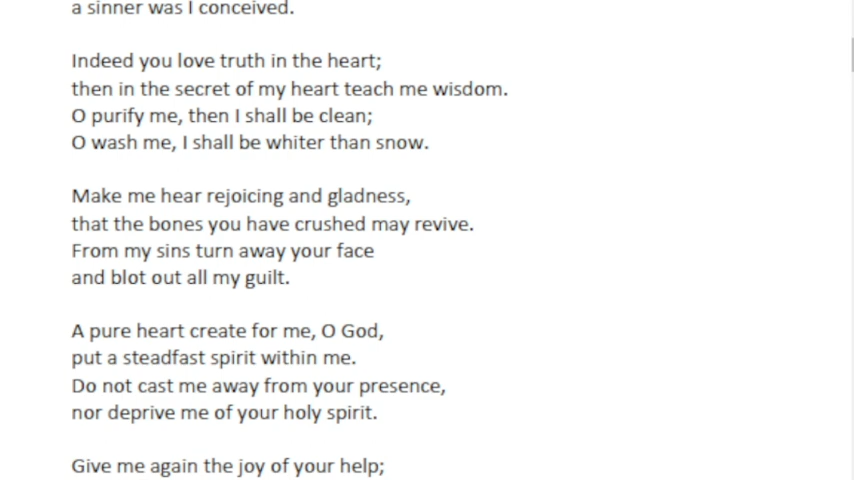 a sinner was I conceived.
Indeed you love truth in the heart;
then in the secret of my heart teach me wisdom.
O purify me, then I shall be clean;
O wash me, I shall be whiter than snow.
Make me hear rejoicing and gladness,
that the bones you have crushed may revive.
From my sins turn away your face
and blot out all my guilt.
A pure heart create for me, O God,
put a steadfast spirit within me.
Do not cast me away from your presence,
nor deprive me of your holy spirit.
Give me again the joy of your help;